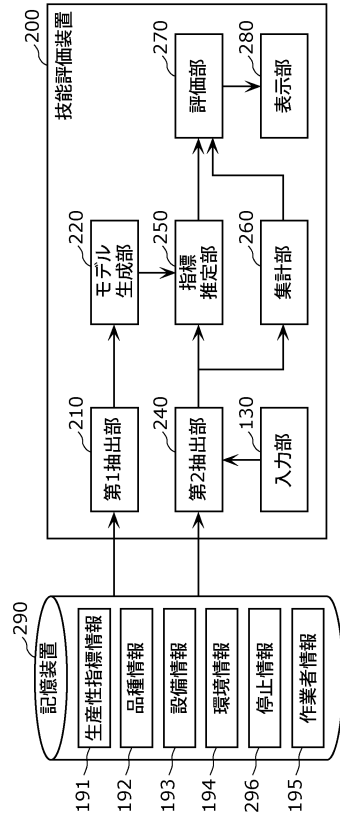 290
記憶装置
191
生産性指標情報
192
品種情報
193
設備情報
194
環境情報
296
停止情報
195
作業者情報
200
技能評価装置
210
第1抽出部
220
モデル
生成部
240
第2抽出部
250
指標
推定部
270
評価部
130
入力部
260
集計部
280
表示部